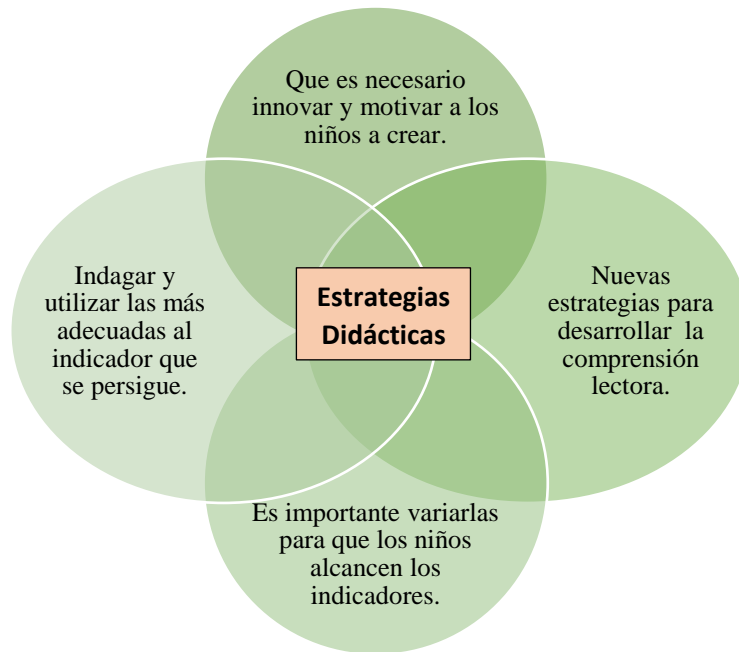 Que es necesario
innovar y motivar a los
niños a crear.
Indagar y
utilizar las más
adecuadas al
indicador que
se persigue.
Estrategias
Didácticas
Nuevas
estrategias para
desarrollar la
comprensión
lectora.
Es importante variarlas
para que los niños
alcancen los
indicadores.